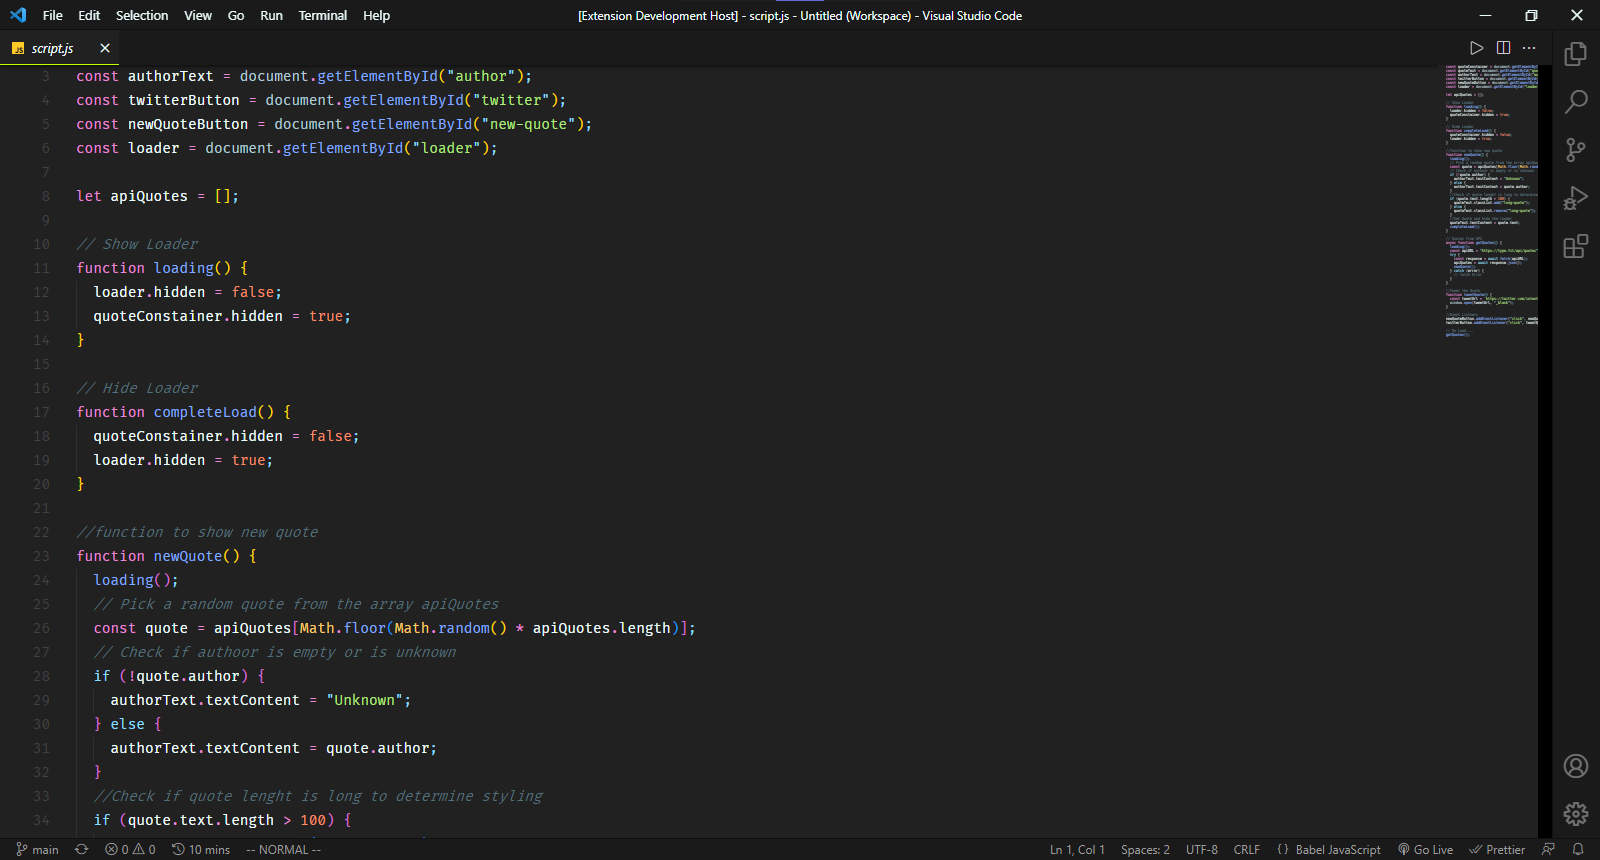 File Edit Selection View Go Run Terminal Help
[Extension Development Host] - script.js - Untitled (Workspace) - Visual Studio Code
JS script.js
3 const authorText = document.getElementById("author");
4 const twitterButton = document.getElementById("twitter");
5 const newQuoteButton = document.getElementById("new-quote");
6 const loader = document.getElementById("loader");
7
8 let apiQuotes = [];
9
10 // Show Loader
11 function loading() {
12 loader.hidden = false;
13 quoteConstainer.hidden = true;
14 }
15
16 // Hide Loader
17 function completeLoad() {
18 quoteConstainer.hidden = false;
19 loader.hidden = true;
20 }
21
22 //function to show new quote
23 function newQuote() {
24 loading();
25 // Pick a random quote from the array apiQuotes
26 const quote = apiQuotes[Math.floor(Math.random() * apiQuotes.length)];
27 // Check if authoor is empty or is unknown
28 if (!quote.author) {
29 authorText.textContent = "Unknown";
30 } else {
31 authorText.textContent = quote.author;
32 }
33 //Check if quote lenght is long to determine styling
34 if (quote.text.length > 100) {
main 0 0 10 mins -- NORMAL -- Ln 1, Col 1 Spaces: 2 UTF-8 CRLF {} Babel JavaScript Go Live Prettier